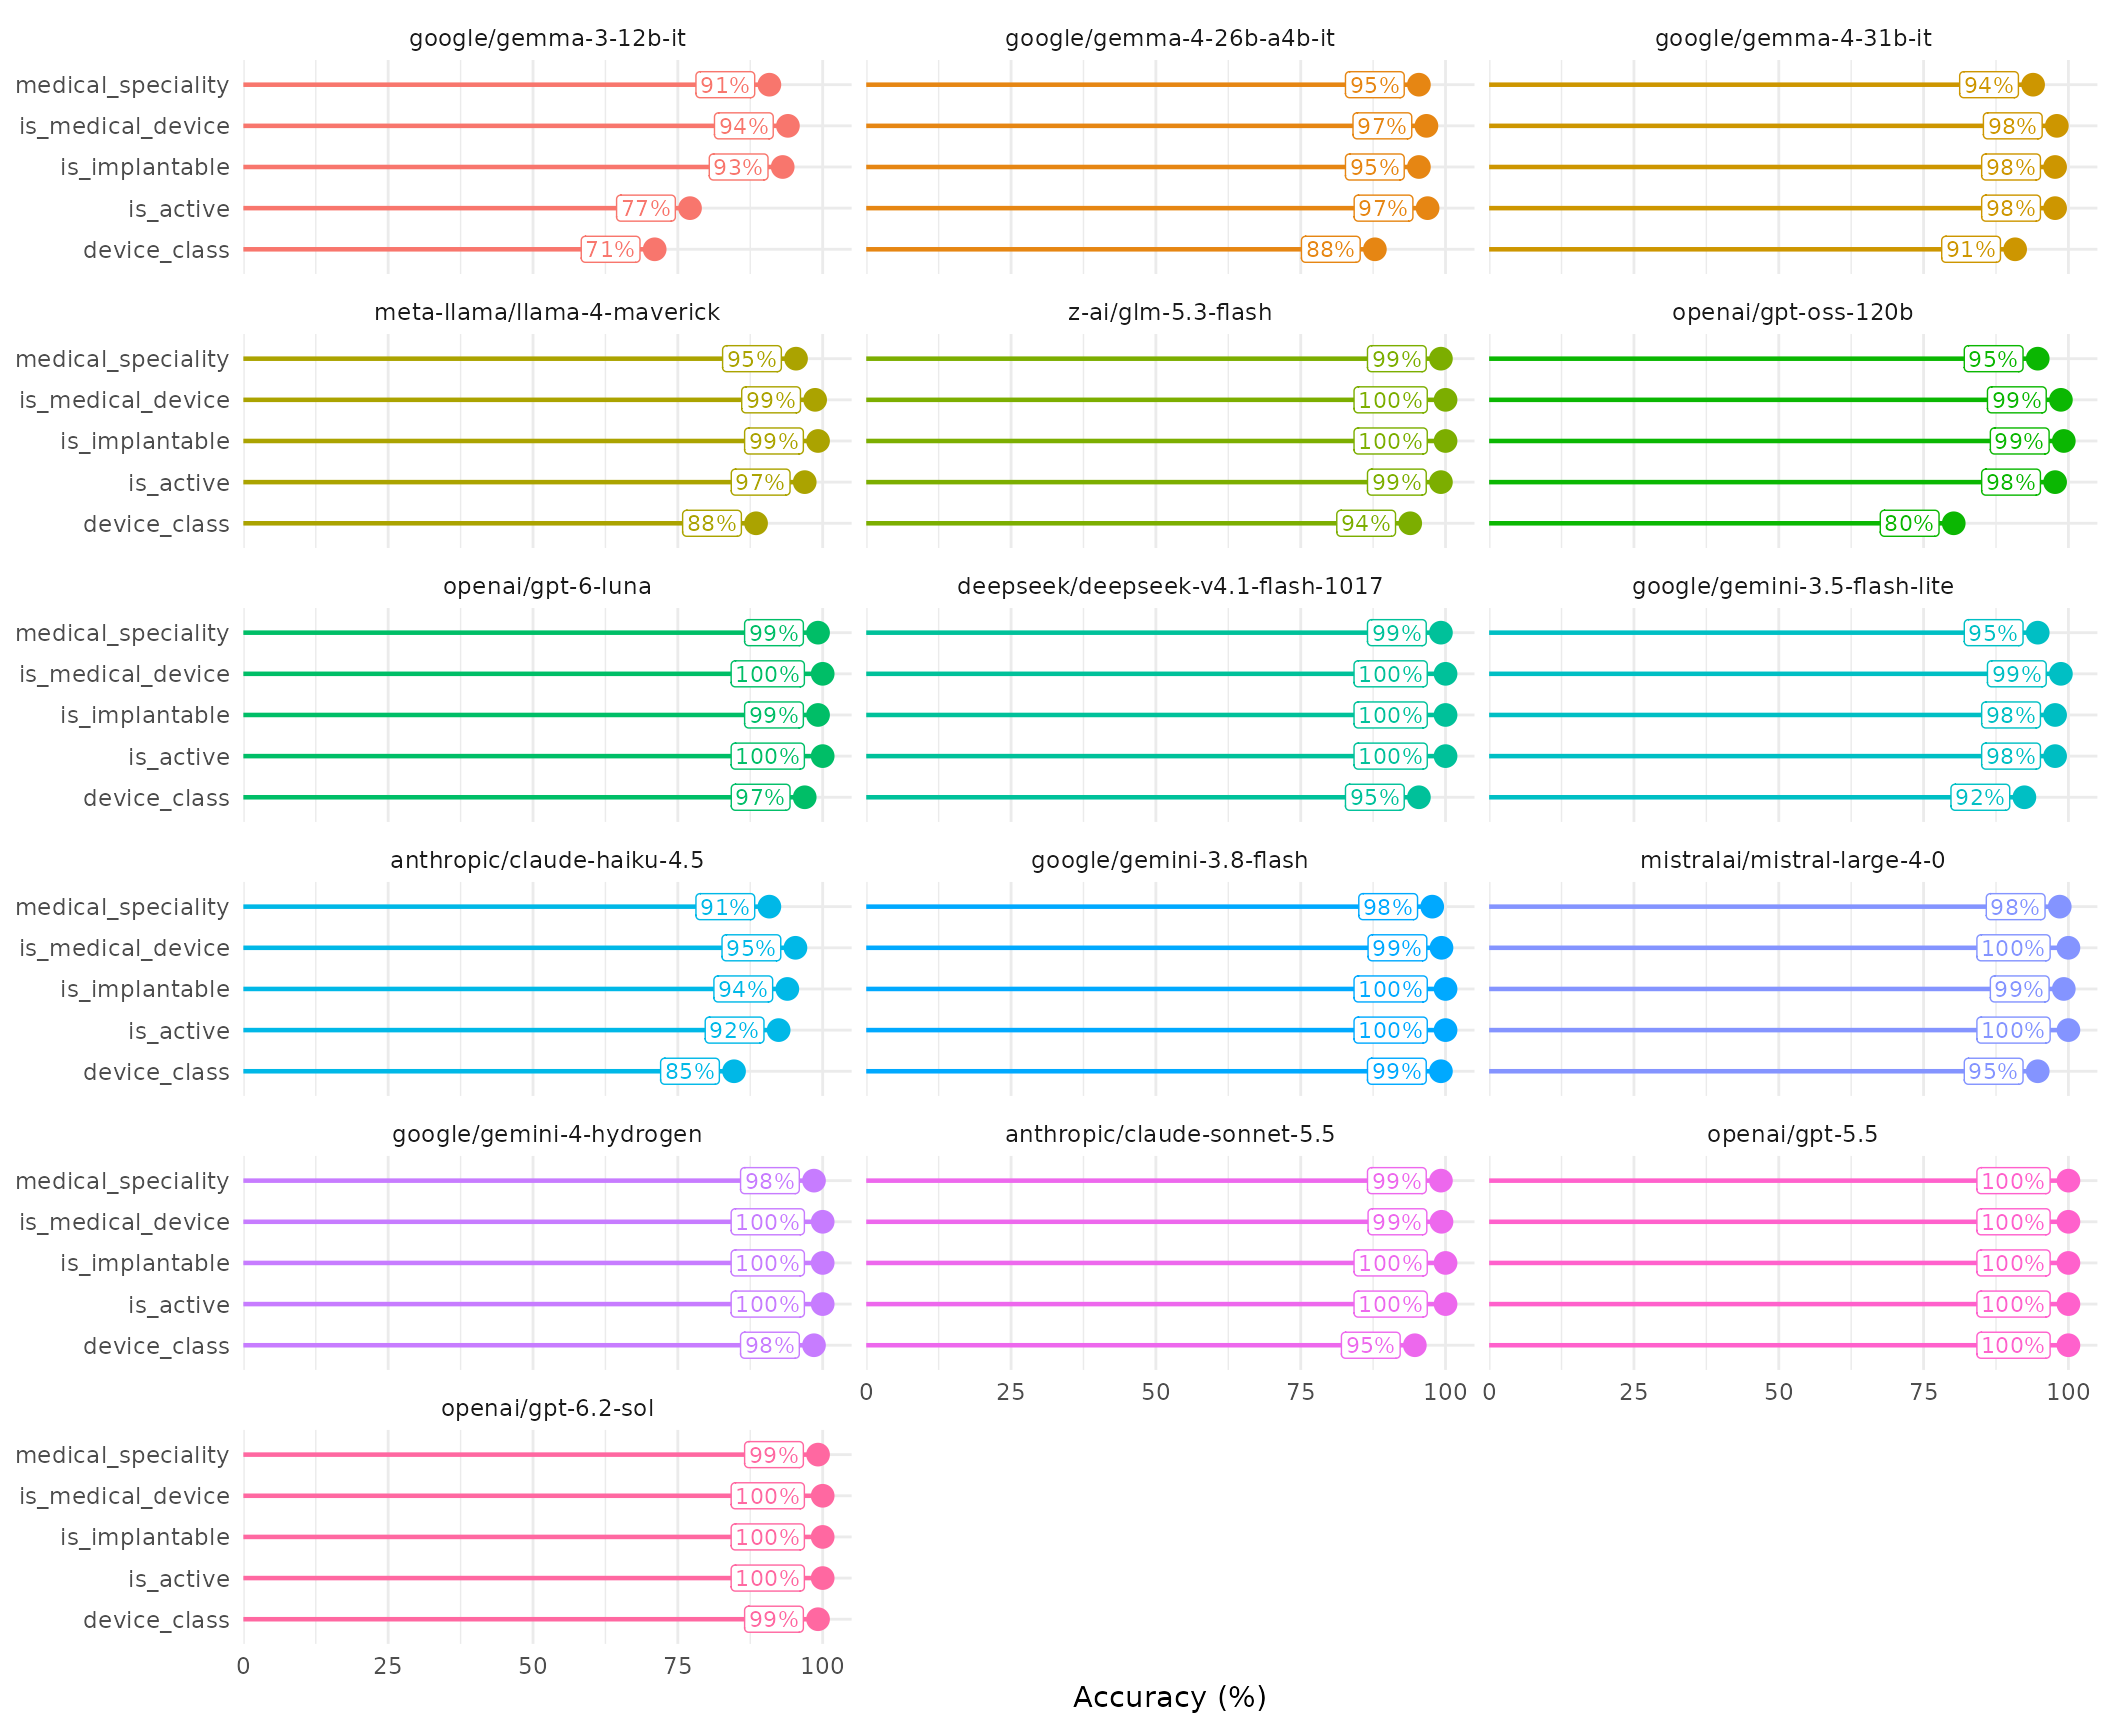 google/gemma-3-12b-it google/gemma-4-26b-a4b-it google/gemma-4-31b-it
medical_speciality 91% 95% 94%
is_medical_device 94% 97% 98%
is_implantable 93% 95% 98%
is_active 77% 97% 98%
device_class 71% 88% 91%
meta-llama/llama-4-maverick z-ai/glm-5.3-flash openai/gpt-oss-120b
medical_speciality 95% 99% 95%
is_medical_device 99% 100% 99%
is_implantable 99% 100% 99%
is_active 97% 99% 98%
device_class 88% 94% 80%
openai/gpt-6-luna deepseek/deepseek-v4.1-flash-1017 google/gemini-3.5-flash-lite
medical_speciality 99% 99% 95%
is_medical_device 100% 100% 99%
is_implantable 99% 100% 98%
is_active 100% 100% 98%
device_class 97% 95% 92%
anthropic/claude-haiku-4.5 google/gemini-3.8-flash mistralai/mistral-large-4-0
medical_speciality 91% 98% 98%
is_medical_device 95% 99% 100%
is_implantable 94% 100% 99%
is_active 92% 100% 100%
device_class 85% 99% 95%
google/gemini-4-hydrogen anthropic/claude-sonnet-5.5 openai/gpt-5.5
medical_speciality 98% 99% 100%
is_medical_device 100% 99% 100%
is_implantable 100% 100% 100%
is_active 100% 100% 100%
device_class 98% 95% 100%
0 25 50 75 100 0 25 50 75 100
openai/gpt-6.2-sol
medical_speciality 99%
is_medical_device 100%
is_implantable 100%
is_active 100%
device_class 99%
0 25 50 75 100
Accuracy (%)